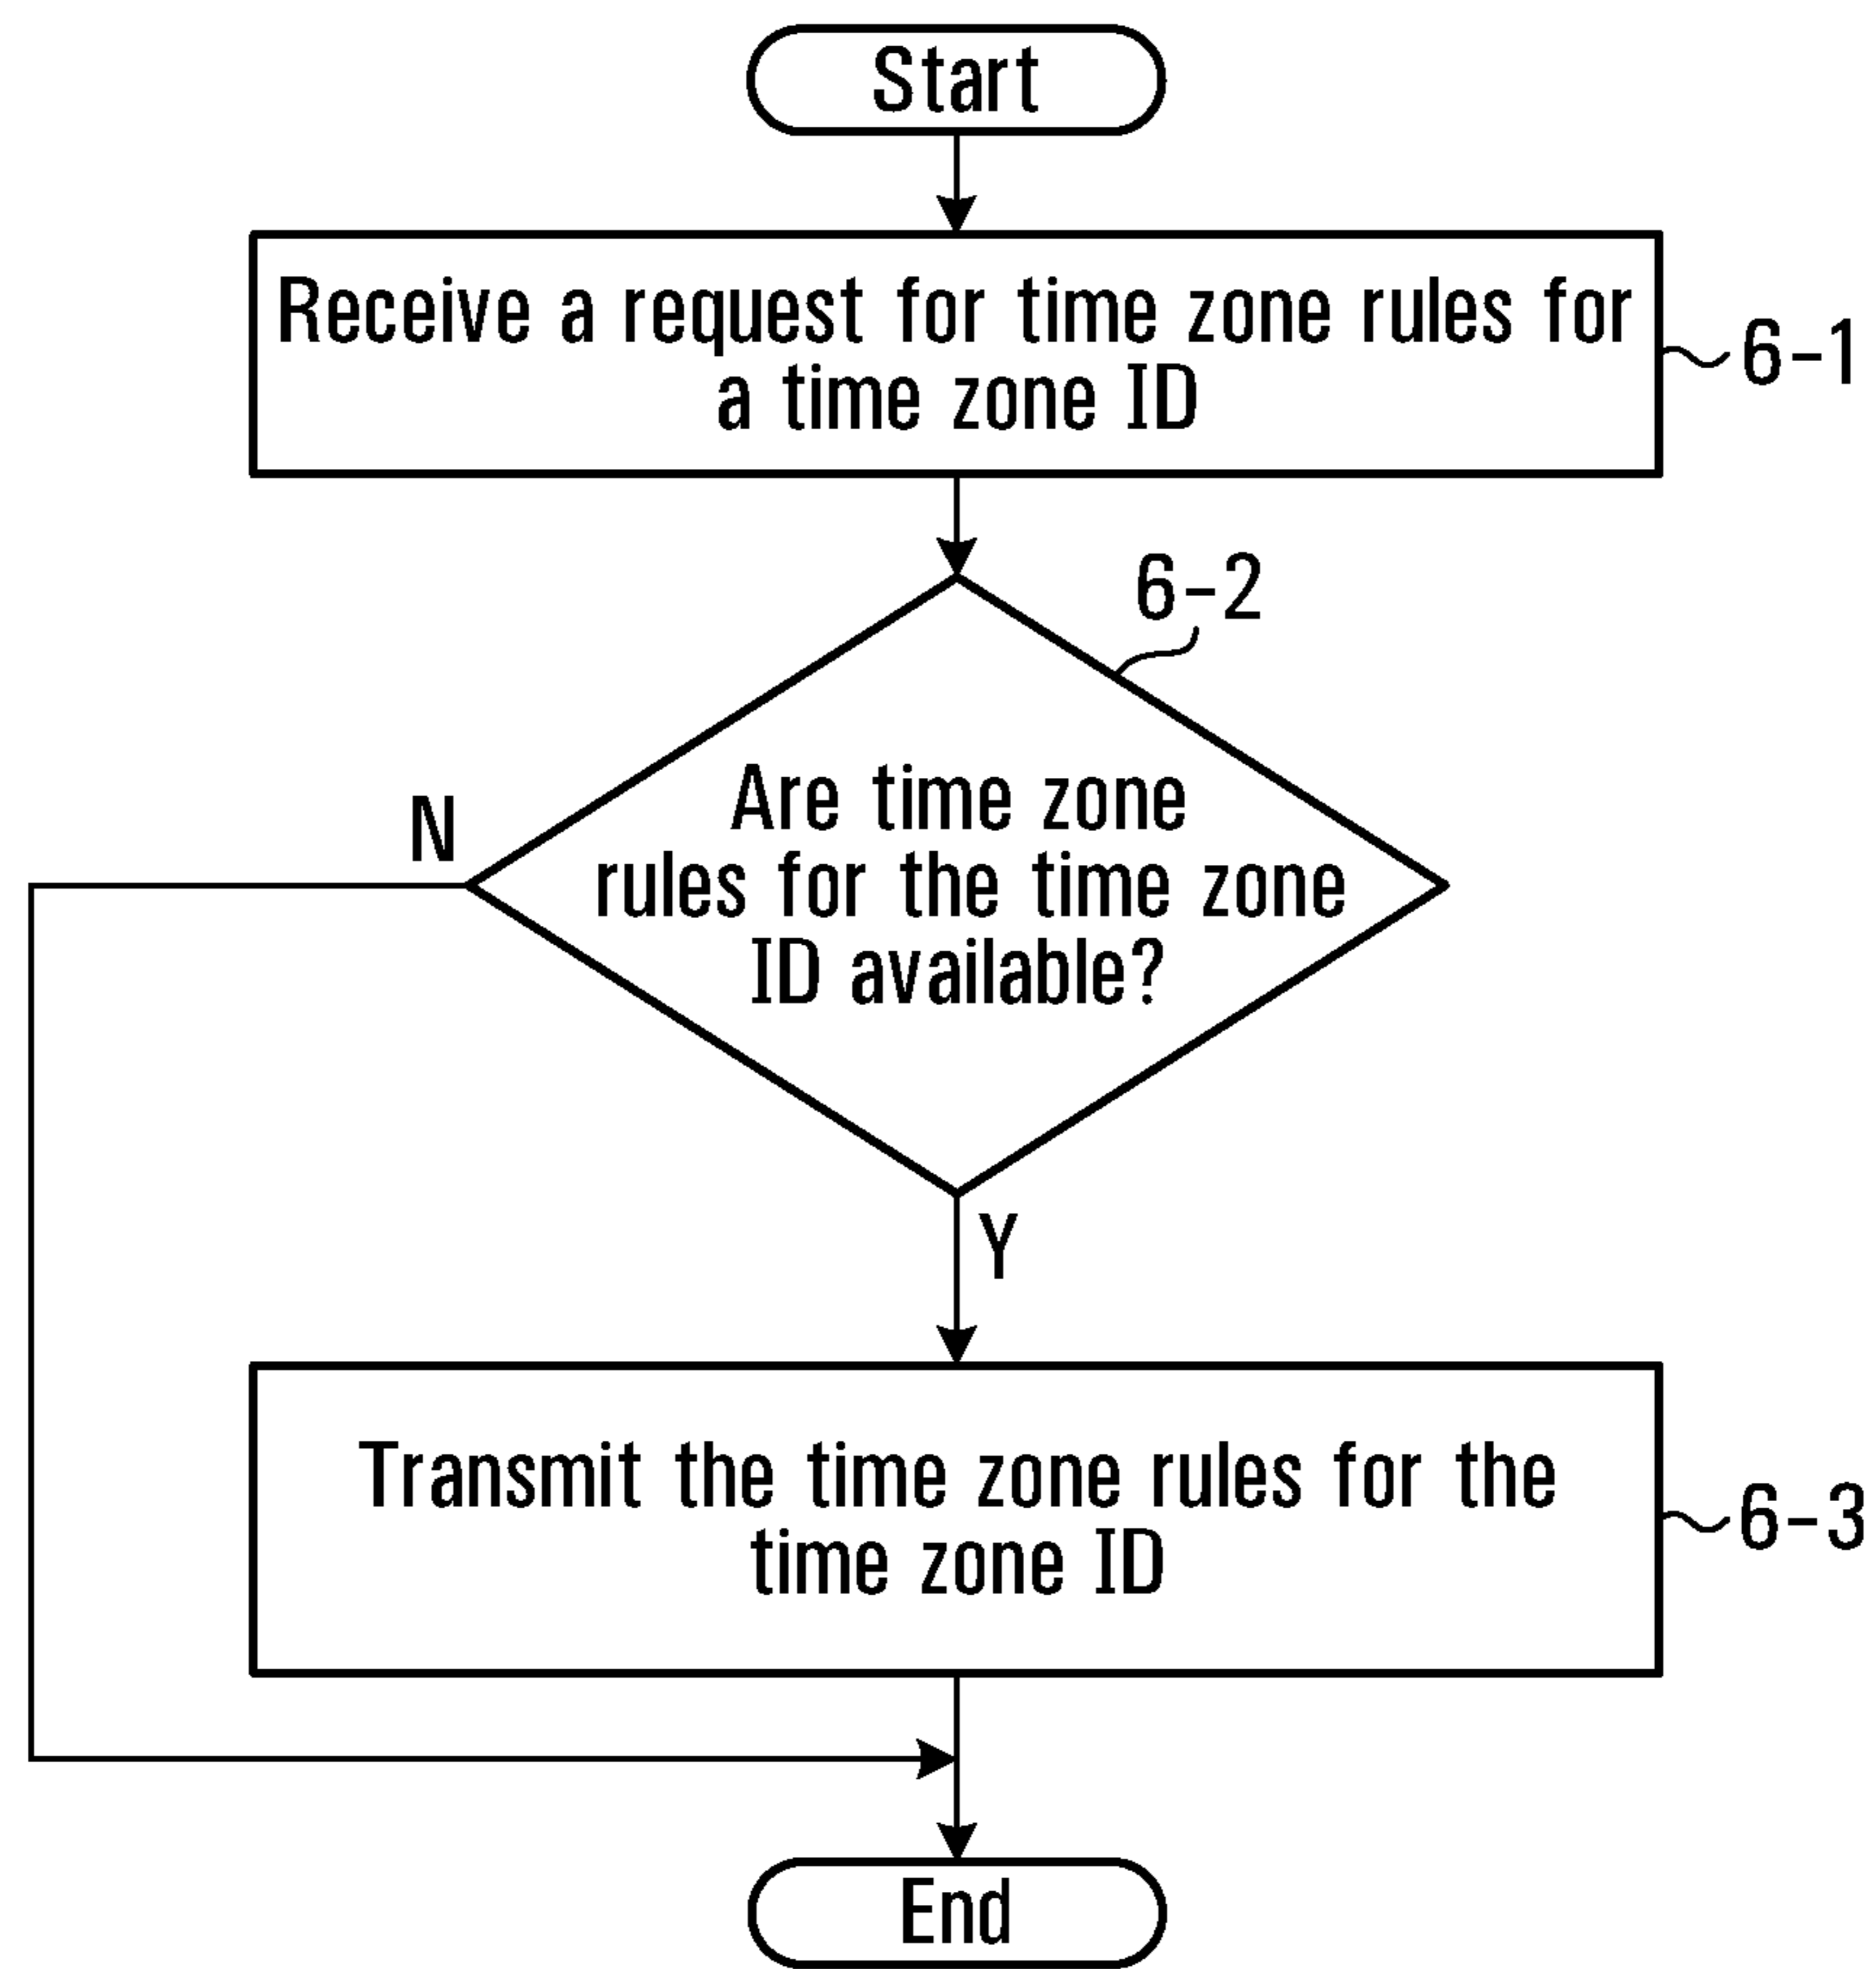 Start
Receive a request for time zone rules for
a time zone ID
6-1
6-2
Are time zone
rules for the time zone
ID available?
N
Y
Transmit the time zone rules for the
time zone ID
6-3
End